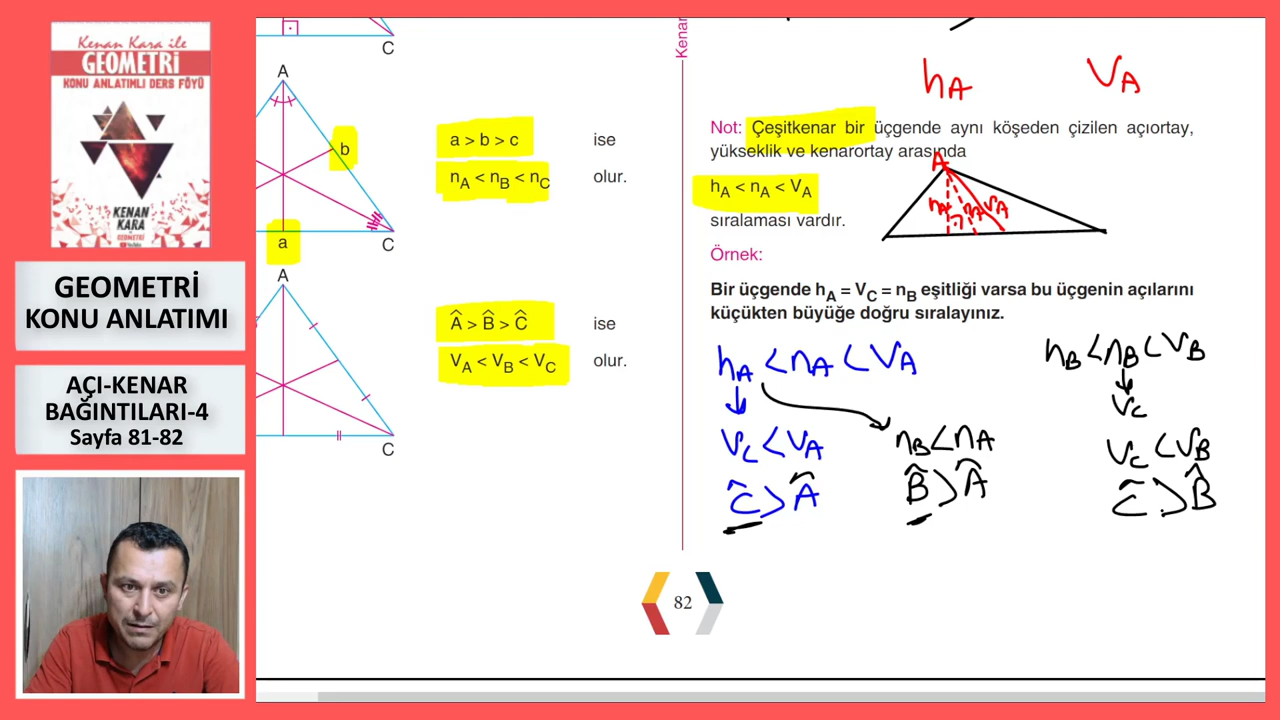 Kenan Kara ile
GEOMETRİ
KONU ANLATIMLI DERS FÖYÜ
KENAN
KARA
GEOMETRİ
KONU ANLATIMI
AÇI-KENAR
BAĞINTILARI-4
Sayfa 81-82
C
A
b
a
C
a > b > c ise
nA < nB < nC olur.
A
C
Â > B̂ > Ĉ ise
VA < VB < VC olur.
Kenar
hA VA
Not: Çeşitkenar bir üçgende aynı köşeden çizilen açıortay,
yükseklik ve kenarortay arasında
hA < nA < VA
sıralaması vardır.
A
hA nA VA
Örnek:
Bir üçgende hA = VC = nB eşitliği varsa bu üçgenin açılarını
küçükten büyüğe doğru sıralayınız.
hA < nA < VA
hB < nB < VB
VC
VC < VA
nB < nA
VC < VB
Ĉ > Â
B̂ > Â
Ĉ > B̂
82